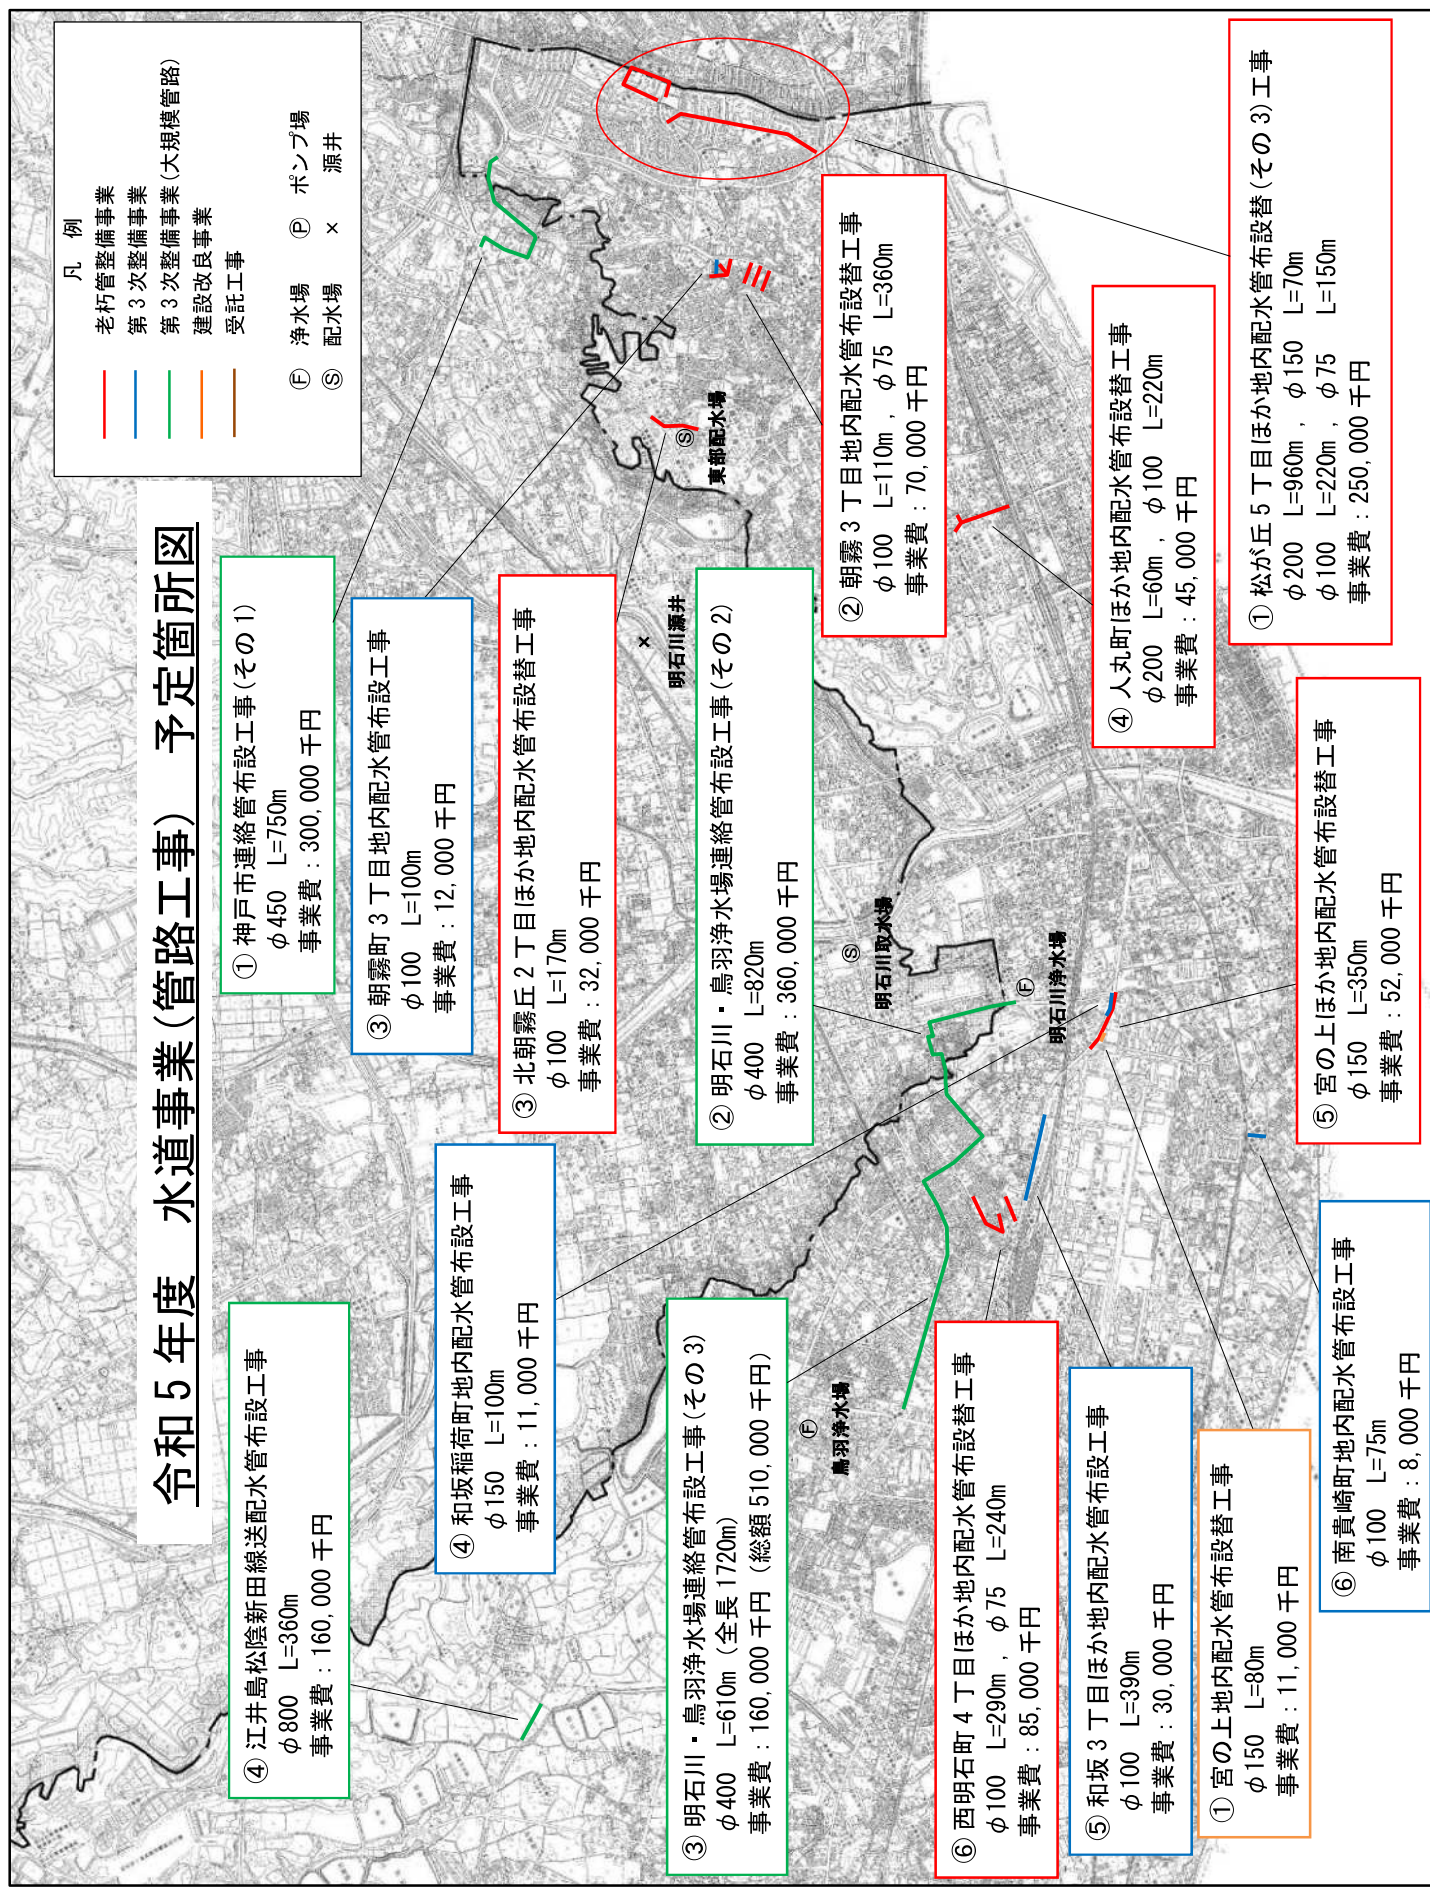 令和５年度　水道事業(管路工事)　予定箇所図
凡　例
老朽管整備事業
第３次整備事業
第３次整備事業(大規模管路)
建設改良事業
受託工事
Ⓕ　浄水場　Ⓟ　ポンプ場
Ⓢ　配水場　×　源井
① 神戸市連絡管布設工事(その1)
φ450　L=750m
事業費：300,000 千円
③ 朝霧町３丁目地内配水管布設工事
φ100　L=100m
事業費：12,000 千円
③ 北朝霧丘２丁目ほか地内配水管布設替工事
φ100　L=170m
事業費：32,000 千円
② 明石川・鳥羽浄水場連絡管布設工事(その2)
φ400　L=820m
事業費：360,000 千円
② 朝霧３丁目地内配水管布設替工事
φ100　L=110m , φ75　L=360m
事業費：70,000 千円
④ 人丸町ほか地内配水管布設替工事
φ200　L=60m , φ100　L=220m
事業費：45,000 千円
① 松が丘５丁目ほか地内配水管布設替(その3)工事
φ200　L=960m , φ150　L=70m
φ100　L=220m , φ75　L=150m
事業費：250,000 千円
⑤ 宮の上ほか地内配水管布設替工事
φ150　L=350m
事業費：52,000 千円
④ 江井島松陰新田線送配水管布設工事
φ800　L=360m
事業費：160,000 千円
④ 和坂稲荷町地内配水管布設工事
φ150　L=100m
事業費：11,000 千円
③ 明石川・鳥羽浄水場連絡管布設工事(その3)
φ400　L=610m (全長 1720m)
事業費：160,000 千円 (総額 510,000 千円)
⑥ 西明石町４丁目ほか地内配水管布設替工事
φ100　L=290m , φ75　L=240m
事業費：85,000 千円
⑤ 和坂３丁目ほか地内配水管布設工事
φ100　L=390m
事業費：30,000 千円
① 宮の上地内配水管布設替工事
φ150　L=80m
事業費：11,000 千円
⑥ 南貴崎町地内配水管布設工事
φ100　L=75m
事業費：8,000 千円
Ⓢ
東部配水場
×
明石川源井
Ⓢ
明石川取水場
Ⓕ
明石川浄水場
Ⓕ
鳥羽浄水場